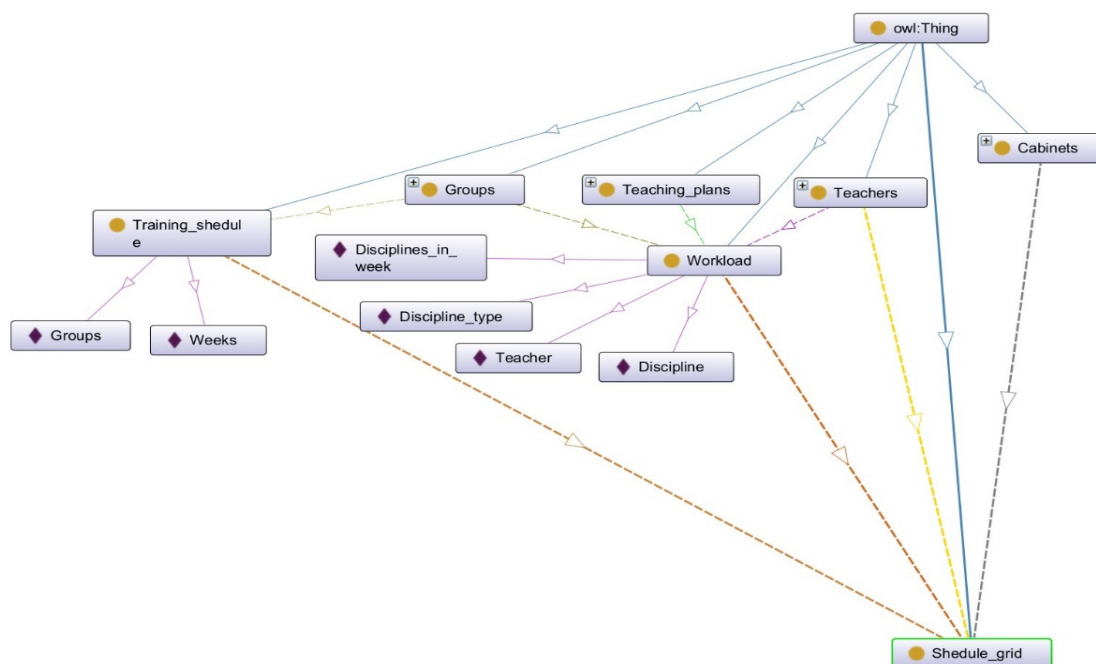 owl:Thing
Cabinets
Groups
Teaching_plans
Teachers
Training_shedul
e
Disciplines_in_
week
Workload
Discipline_type
Groups
Weeks
Teacher
Discipline
Shedule_grid